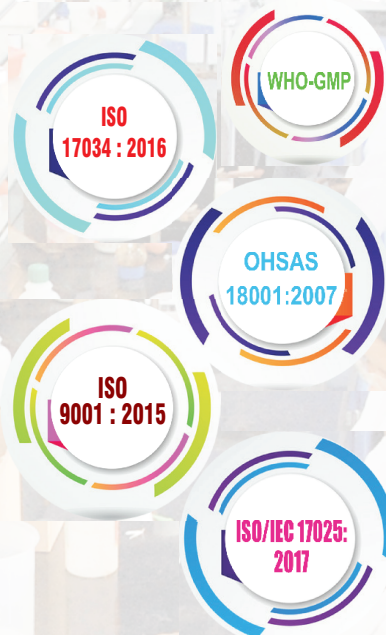 WHO-GMP
ISO
17034 : 2016
OHSAS
18001:2007
ISO
9001 : 2015
ISO/IEC 17025:
2017